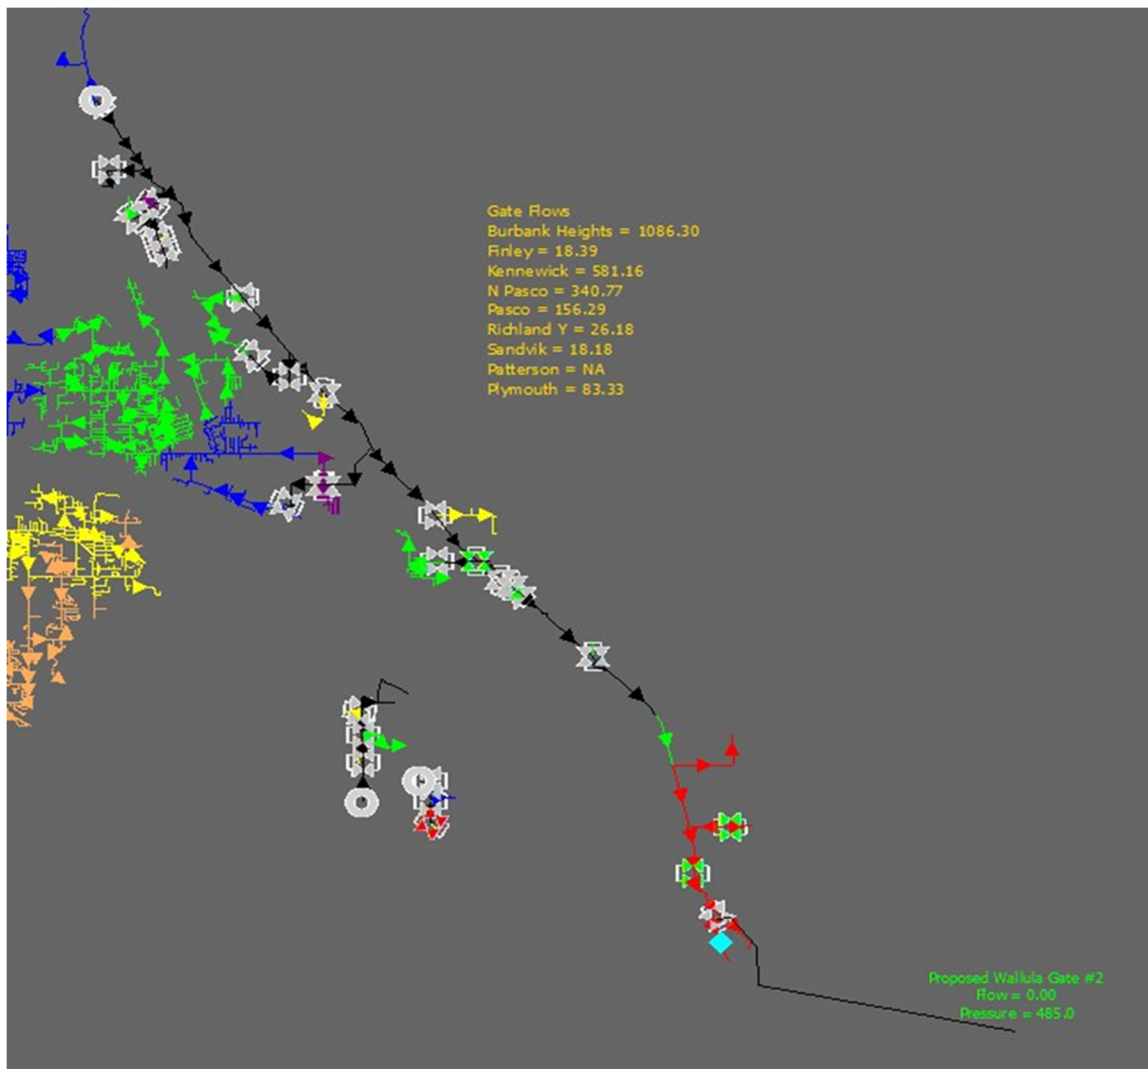 Gate Flows
Burbank Heights = 1086.30
Finley = 18.39
Kennewick = 581.16
N Pasco = 340.77
Pasco = 156.29
Richland Y = 26.18
Sandvik = 18.18
Patterson = NA
Plymouth = 83.33
Proposed Wallula Gate #2
Flow = 0.00
Pressure = 485.0